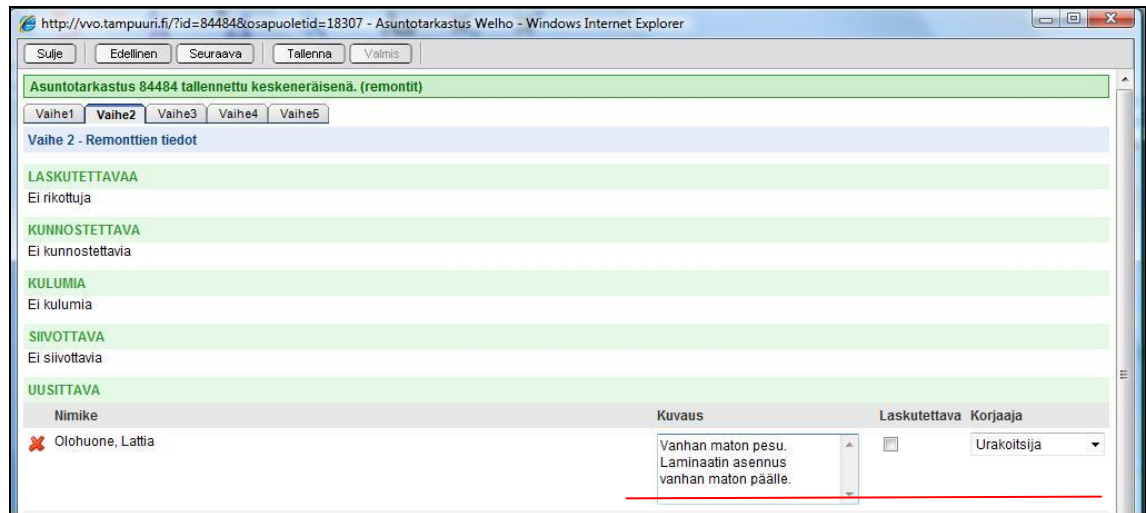 http://vvo.tampuuri.fi/?id=84484&osapuoletid=18307 - Asuntotarkastus Welho - Windows Internet Explorer
Sulje Edellinen Seuraava Tallenna Valmis
Asuntotarkastus 84484 tallennettu keskeneräisenä. (remontit)
Vaihe1 Vaihe2 Vaihe3 Vaihe4 Vaihe5
Vaihe 2 - Remonttien tiedot
LASKUTETTAVAA
Ei rikottuja
KUNNOSTETTAVA
Ei kunnostettavia
KULUMIA
Ei kulumia
SIIVOTTAVA
Ei siivottavia
UUSITTAVA
Nimike Kuvaus Laskutettava Korjaaja
Olohuone, Lattia Vanhan maton pesu. Urakoitsija
Laminaatin asennus
vanhan maton päälle.